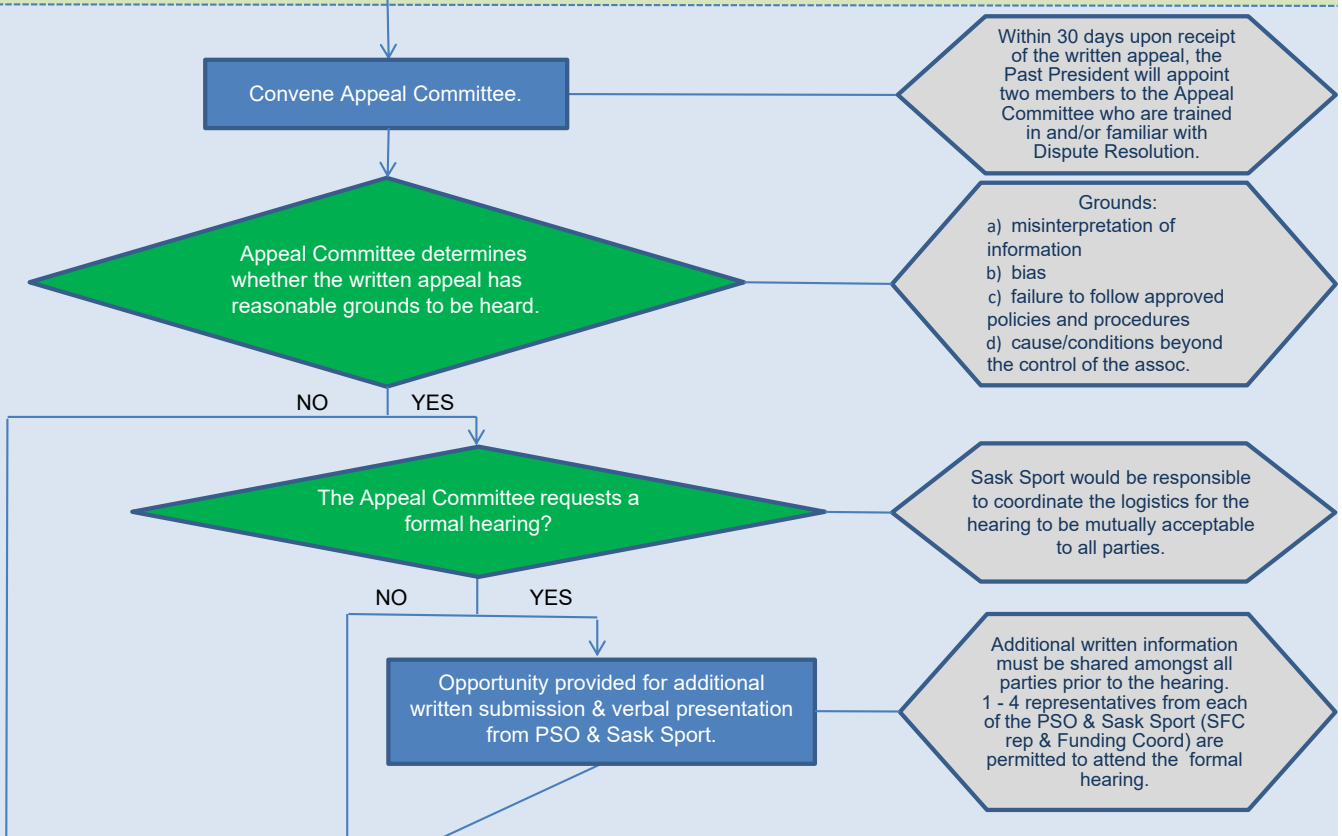 Convene Appeal Committee.
Within 30 days upon receipt
of the written appeal, the
Past President will appoint
two members to the Appeal
Committee who are trained
in and/or familiar with
Dispute Resolution.
Appeal Committee determines
whether the written appeal has
reasonable grounds to be heard.
Grounds:
a) misinterpretation of
information
b) bias
c) failure to follow approved
policies and procedures
d) cause/conditions beyond
the control of the assoc.
NO
YES
The Appeal Committee requests a
formal hearing?
Sask Sport would be responsible
to coordinate the logistics for the
hearing to be mutually acceptable
to all parties.
NO
YES
Opportunity provided for additional
written submission & verbal presentation
from PSO & Sask Sport.
Additional written information
must be shared amongst all
parties prior to the hearing.
1 - 4 representatives from each
of the PSO & Sask Sport (SFC
rep & Funding Coord) are
permitted to attend the formal
hearing.